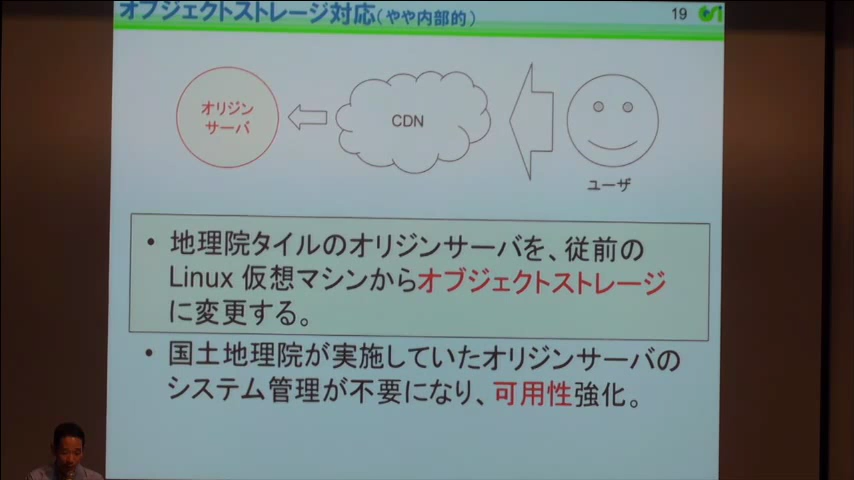 オブジェクトストレージ対応(やや内部的)
19
オリジン
サーバ
CDN
ユーザ
• 地理院タイルのオリジンサーバを、従前の
Linux 仮想マシンからオブジェクトストレージ
に変更する。
• 国土地理院が実施していたオリジンサーバの
システム管理が不要になり、可用性強化。